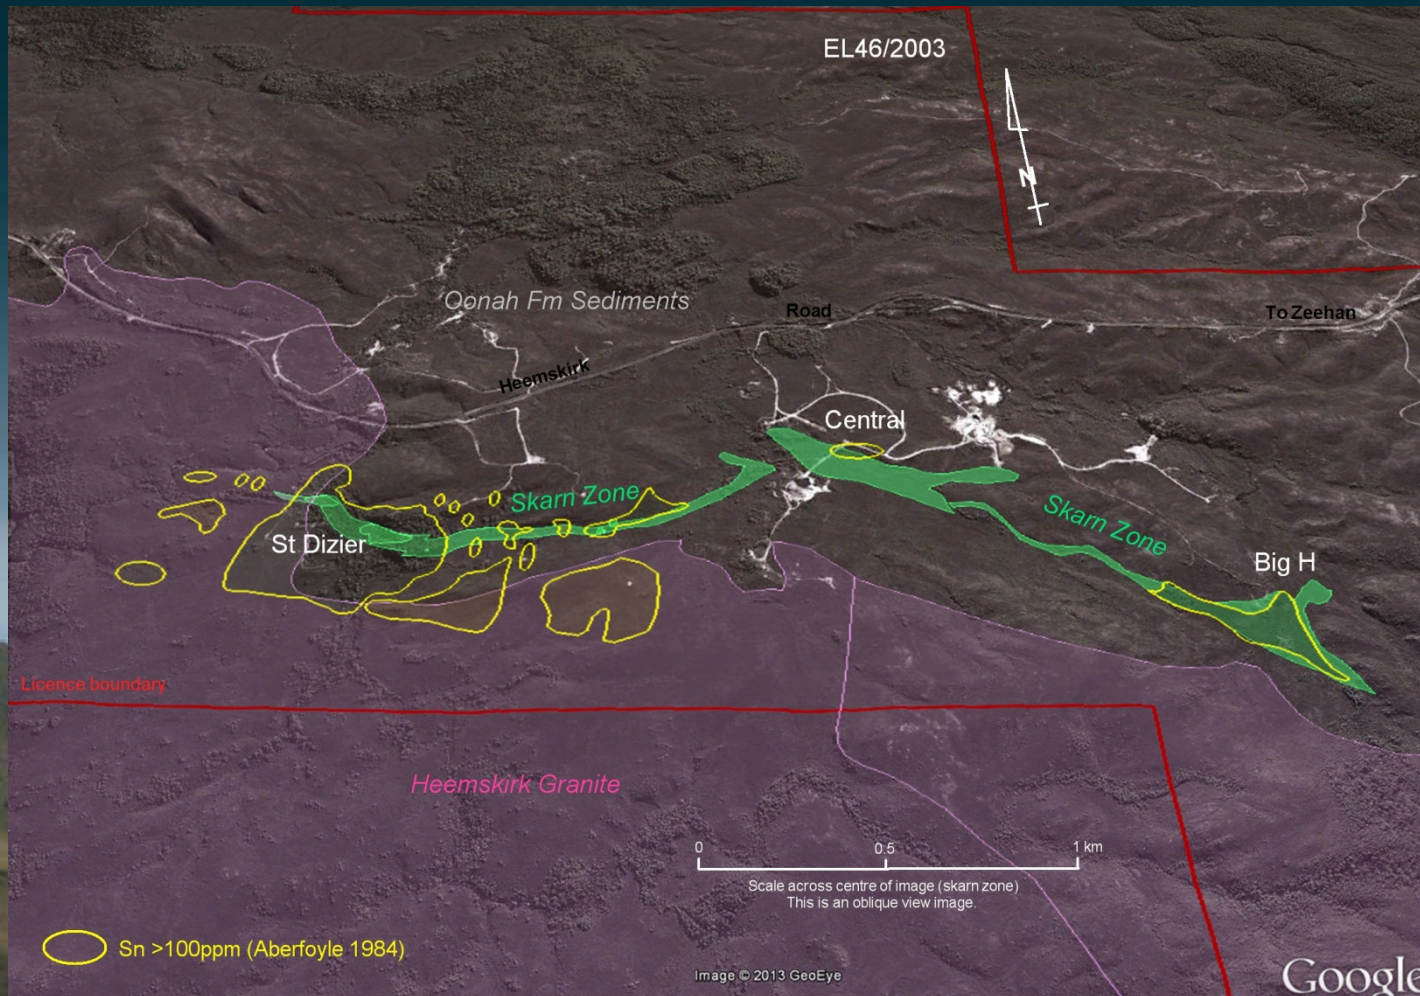 EL46/2003
N
Oonah Fm Sediments
Road
To Zeehan
Heemskirk
Central
Skarn Zone
Skarn Zone
St Dizier
Big H
Licence boundary
Heemskirk Granite
0 0.5 1 km
Scale across centre of image (skarn zone)
This is an oblique view image.
Sn >100ppm (Aberfoyle 1984)
Image © 2013 GeoEye
Google